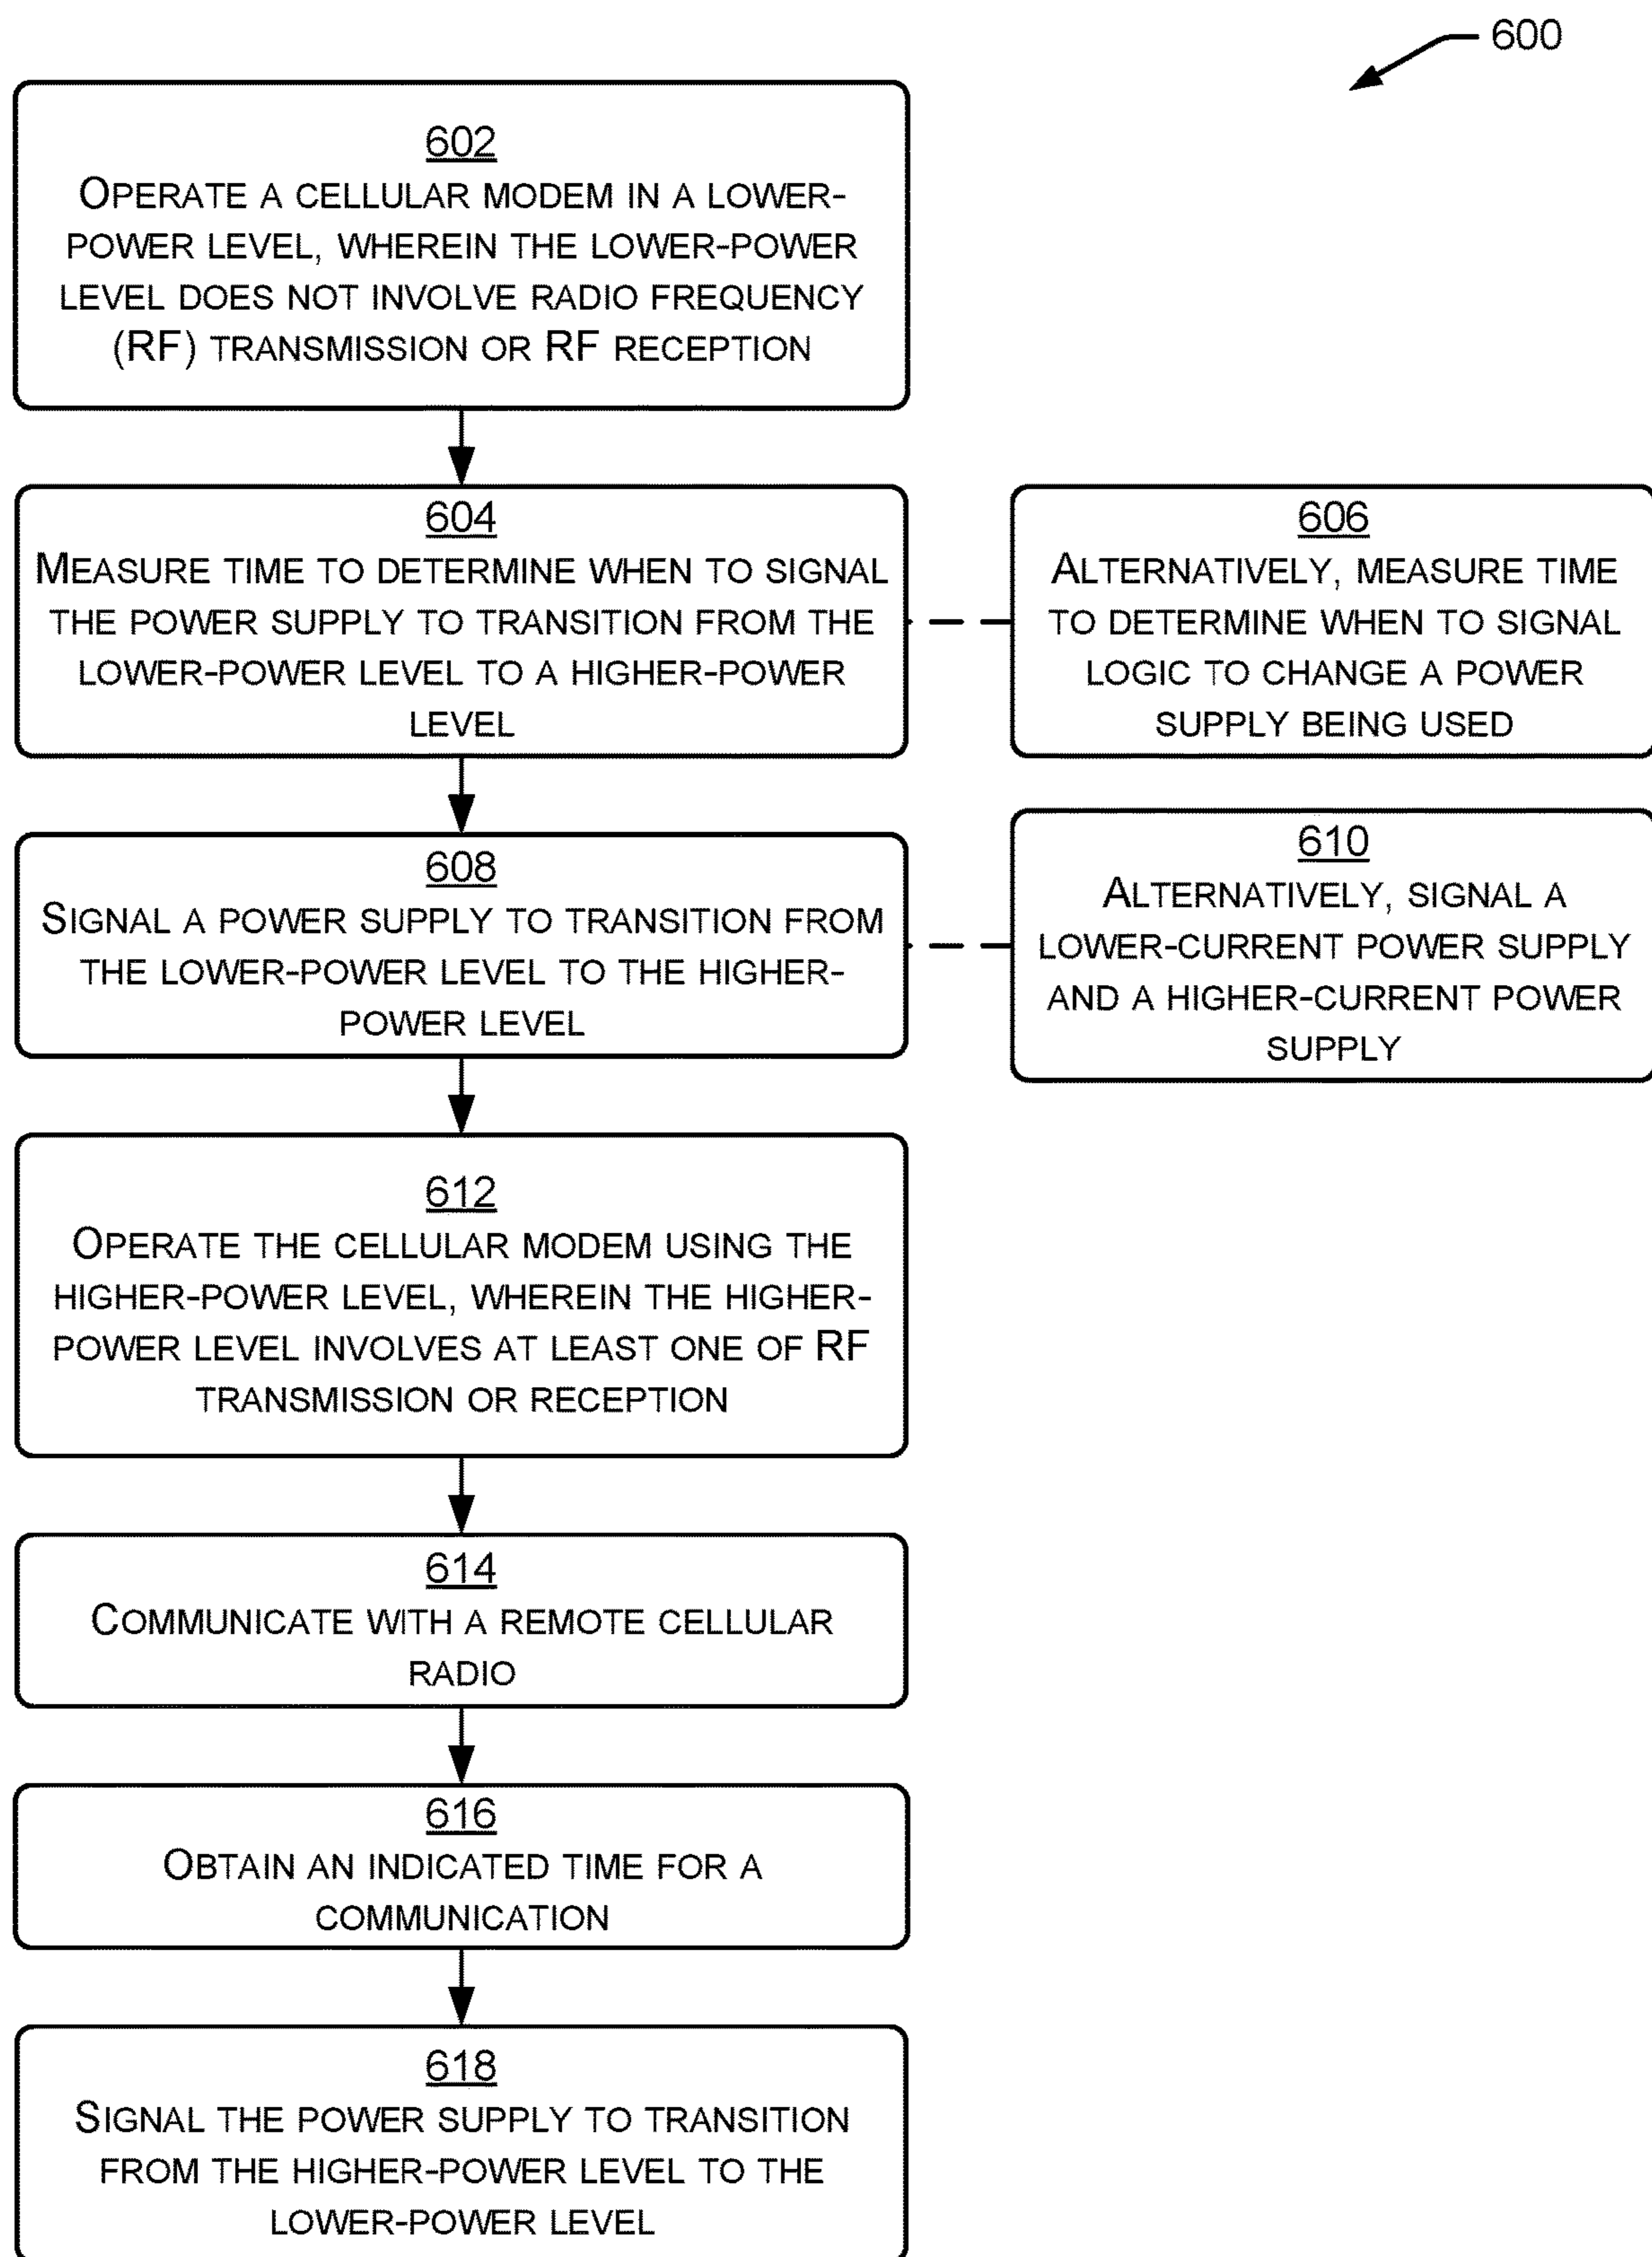 600
602
OPERATE A CELLULAR MODEM IN A LOWER-
POWER LEVEL, WHEREIN THE LOWER-POWER
LEVEL DOES NOT INVOLVE RADIO FREQUENCY
(RF) TRANSMISSION OR RF RECEPTION
604
MEASURE TIME TO DETERMINE WHEN TO SIGNAL
THE POWER SUPPLY TO TRANSITION FROM THE
LOWER-POWER LEVEL TO A HIGHER-POWER
LEVEL
606
ALTERNATIVELY, MEASURE TIME
TO DETERMINE WHEN TO SIGNAL
LOGIC TO CHANGE A POWER
SUPPLY BEING USED
608
SIGNAL A POWER SUPPLY TO TRANSITION FROM
THE LOWER-POWER LEVEL TO THE HIGHER-
POWER LEVEL
610
ALTERNATIVELY, SIGNAL A
LOWER-CURRENT POWER SUPPLY
AND A HIGHER-CURRENT POWER
SUPPLY
612
OPERATE THE CELLULAR MODEM USING THE
HIGHER-POWER LEVEL, WHEREIN THE HIGHER-
POWER LEVEL INVOLVES AT LEAST ONE OF RF
TRANSMISSION OR RECEPTION
614
COMMUNICATE WITH A REMOTE CELLULAR
RADIO
616
OBTAIN AN INDICATED TIME FOR A
COMMUNICATION
618
SIGNAL THE POWER SUPPLY TO TRANSITION
FROM THE HIGHER-POWER LEVEL TO THE
LOWER-POWER LEVEL